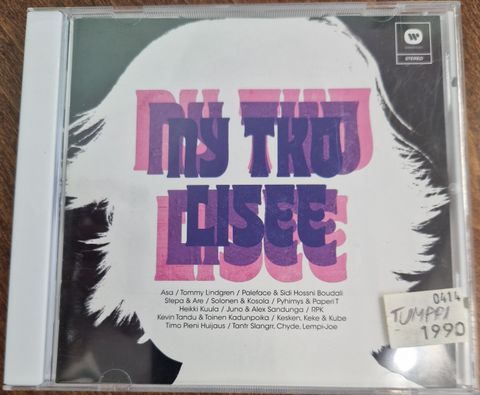 STEREO
NY TKO
LISEE
Asa / Tommy Lindgren / Paleface & Sidi Hossni Boudali
Stepa & Are / Solonen & Kosola / Pyhimys & Paperi T
Heikki Kuula / Juno & Alex Sandunga / RPK
Kevin Tandu & Toinen Kadunpoika / Kesken, Keke & Kube
Timo Pieni Huijaus / Tantr Slangrr, Chyde, Lempi-Joe
0414
TUMPPI
1990